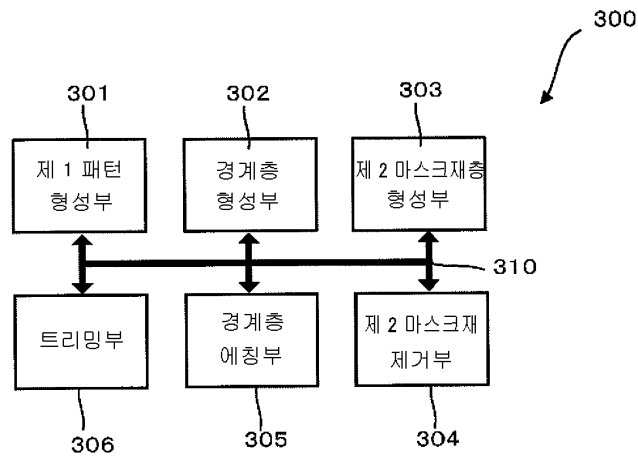 300
301
302
303
제 1 패턴
형성부
경계층
형성부
제 2 마스크재층
형성부
310
트리밍부
경계층
에칭부
제 2 마스크재
제거부
306
305
304